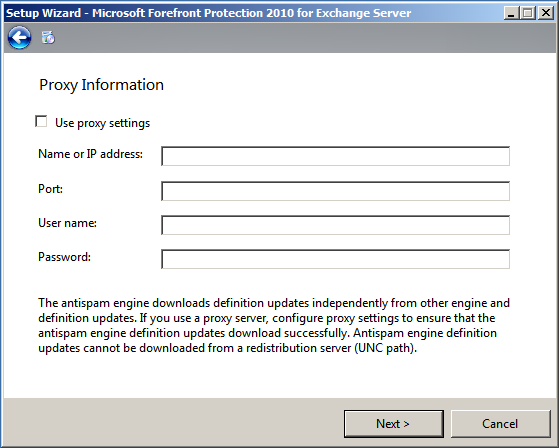 Setup Wizard - Microsoft Forefront Protection 2010 for Exchange Server
Proxy Information
Use proxy settings
Name or IP address:
Port:
User name:
Password:
The antispam engine downloads definition updates independently from other engine and
definition updates. If you use a proxy server, configure proxy settings to ensure that the
antispam engine definition updates download successfully. Antispam engine definition
updates cannot be downloaded from a redistribution server (UNC path).
Next >
Cancel